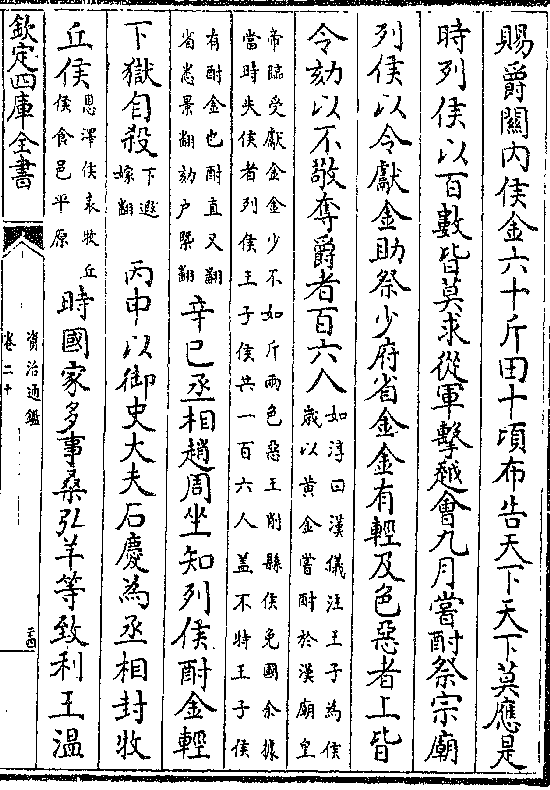 賜爵關内侯金六十斤田十頃布告天下天下莫應是
時列侯以百數皆莫求從軍擊越會九月嘗酎祭宗廟
列侯以令獻金助祭少府省金金有輕及色惡者上皆
令劾以不敬奪爵者百六人
如淳曰漢儀注王子為侯
歲以黄金嘗酎於漢廟皇
帝臨受獻金金少不如斤兩色惡王削縣侯免國余據
當時失侯者列侯王子侯共一百六人盖不特王子侯
有酎金也酎直又翻
省悉景翻劾戶槩翻
辛巳丞相趙周坐知列侯酎金輕
下獄自殺
下遐
嫁翻
丙申以御史大夫石慶為丞相封牧
丘侯
恩澤侯表牧丘
侯食邑平原
時國家多事桑弘羊等致利王温
欽定四庫全書
資治通鑑
卷二十